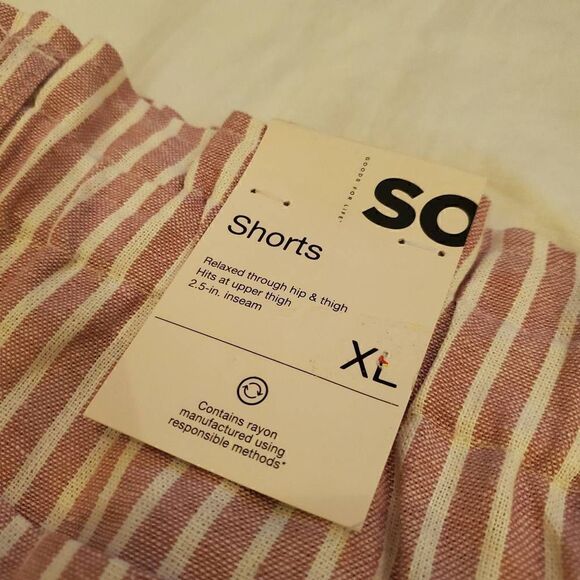 SO
GOODS FOR LIFE™
Shorts
Relaxed through hip & thigh
Hits at upper thigh
2.5-in. inseam
XL
Contains rayon
manufactured using
responsible methods*